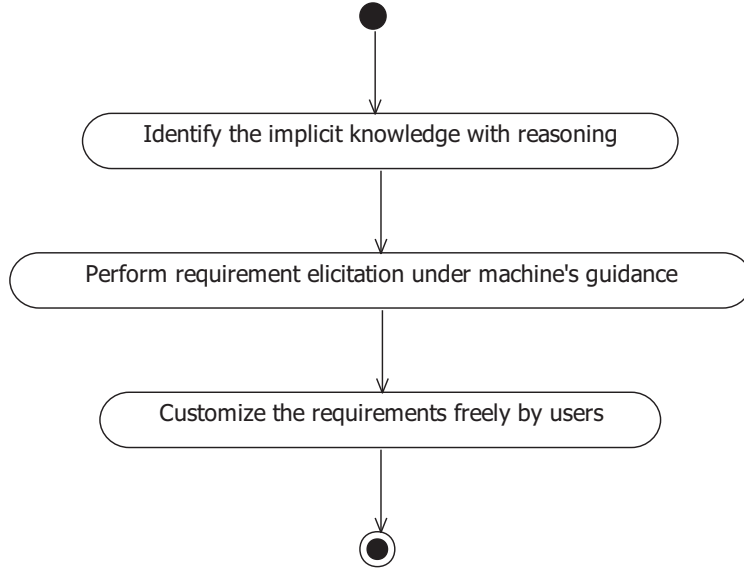 Identify the implicit knowledge with reasoning
Perform requirement elicitation under machine's guidance
Customize the requirements freely by users